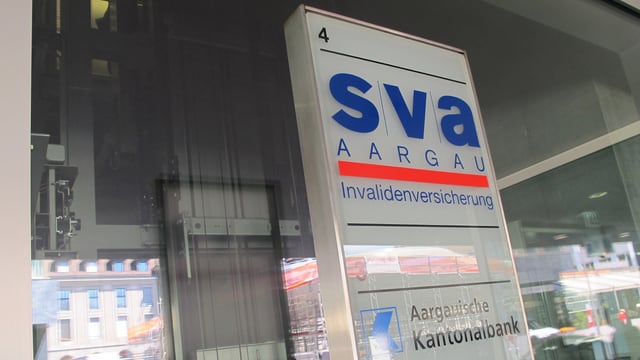 4
sva
AARGAU
Invalidenversicherung
Aargauische
Kantonalbank